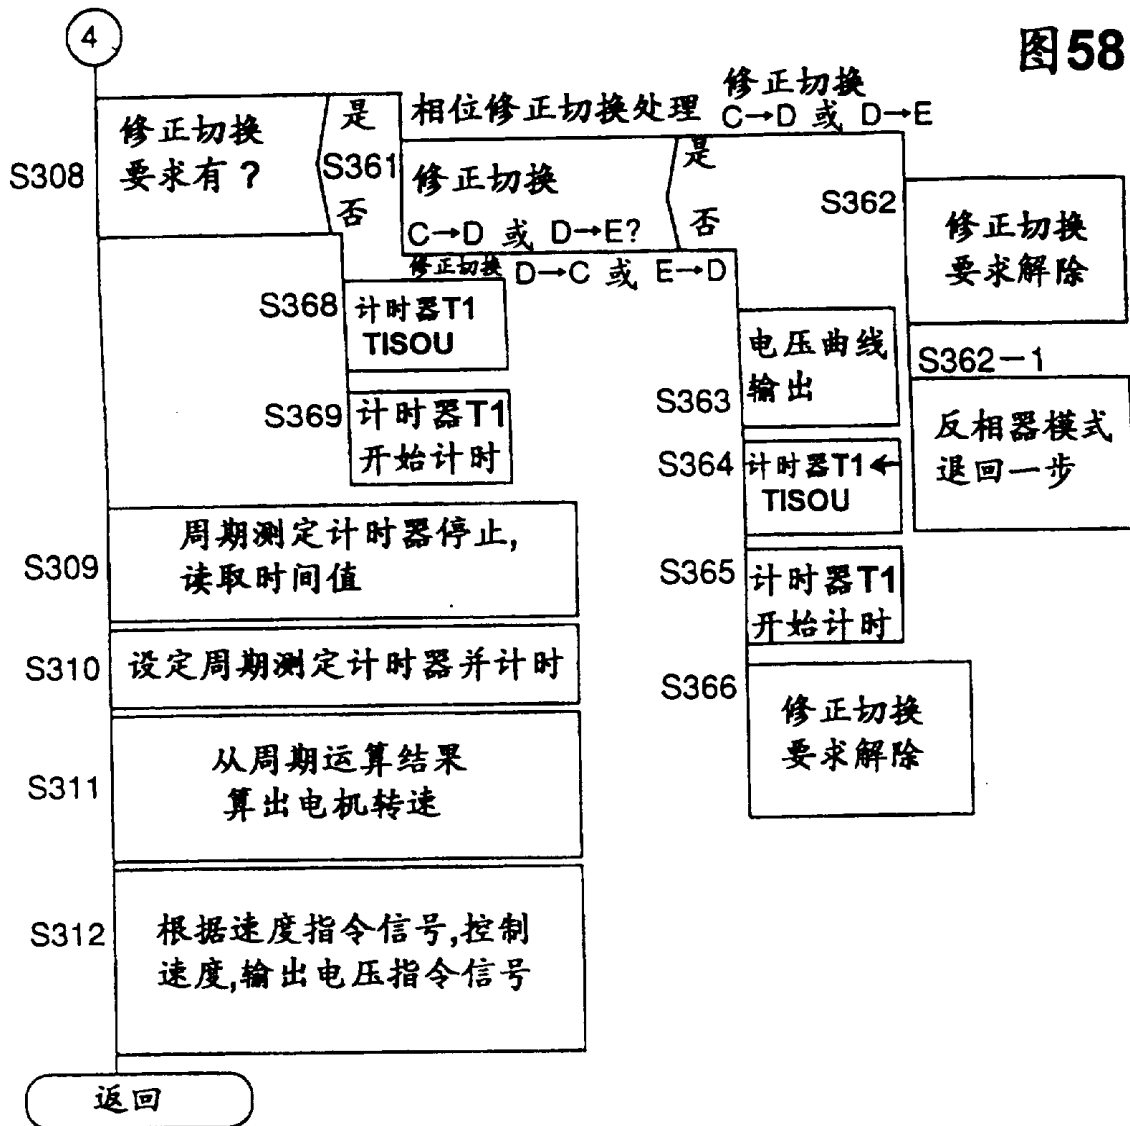 4
图58
修正切换
要求有？
S308
是
S361
否
相位修正切换处理
修正切换
C→D 或 D→E
修正切换
C→D 或 D→E?
是
否
修正切换 D→C 或 E→D
S362
修正切换
要求解除
S362－1
反相器模式
退回一步
S368
计时器T1
TISOU
S369
计时器T1
开始计时
S363
电压曲线
输出
S364
计时器T1←
TISOU
S365
计时器T1
开始计时
S366
修正切换
要求解除
S309
周期测定计时器停止,
读取时间值
S310
设定周期测定计时器并计时
S311
从周期运算结果
算出电机转速
S312
根据速度指令信号,控制
速度,输出电压指令信号
返回